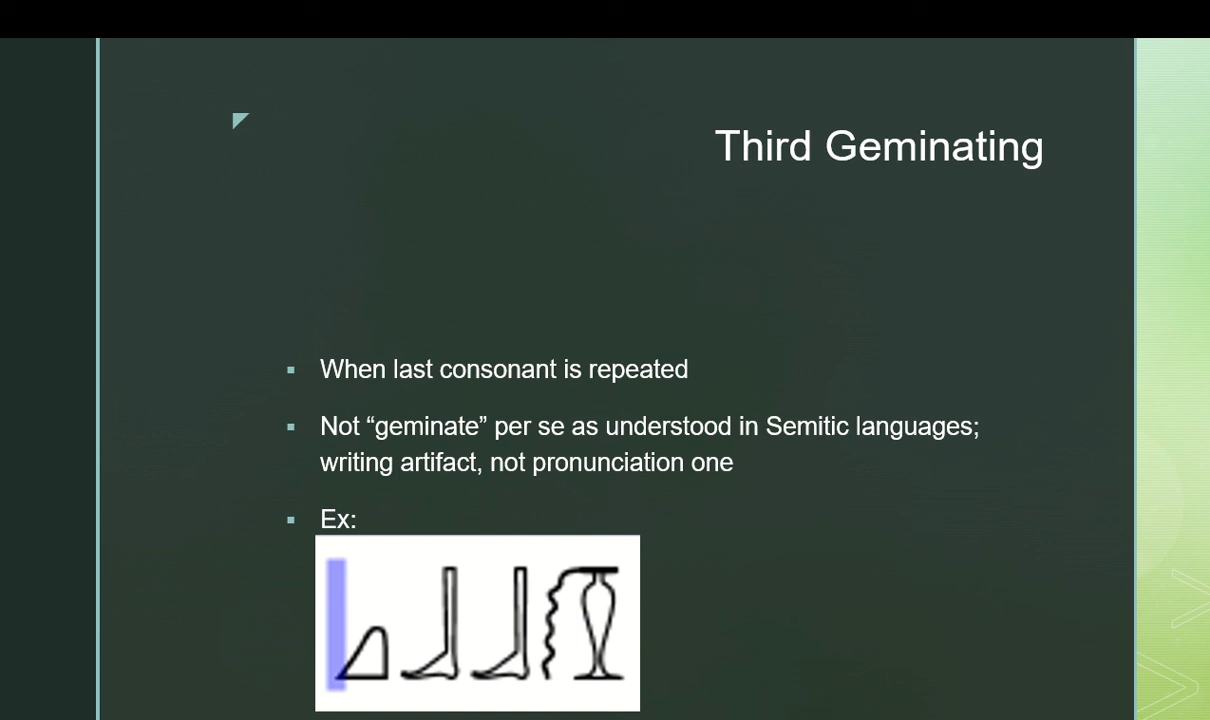 Third Geminating
▪ When last consonant is repeated
▪ Not “geminate” per se as understood in Semitic languages;
writing artifact, not pronunciation one
▪ Ex:
𓈎𓃀𓃀𓏁